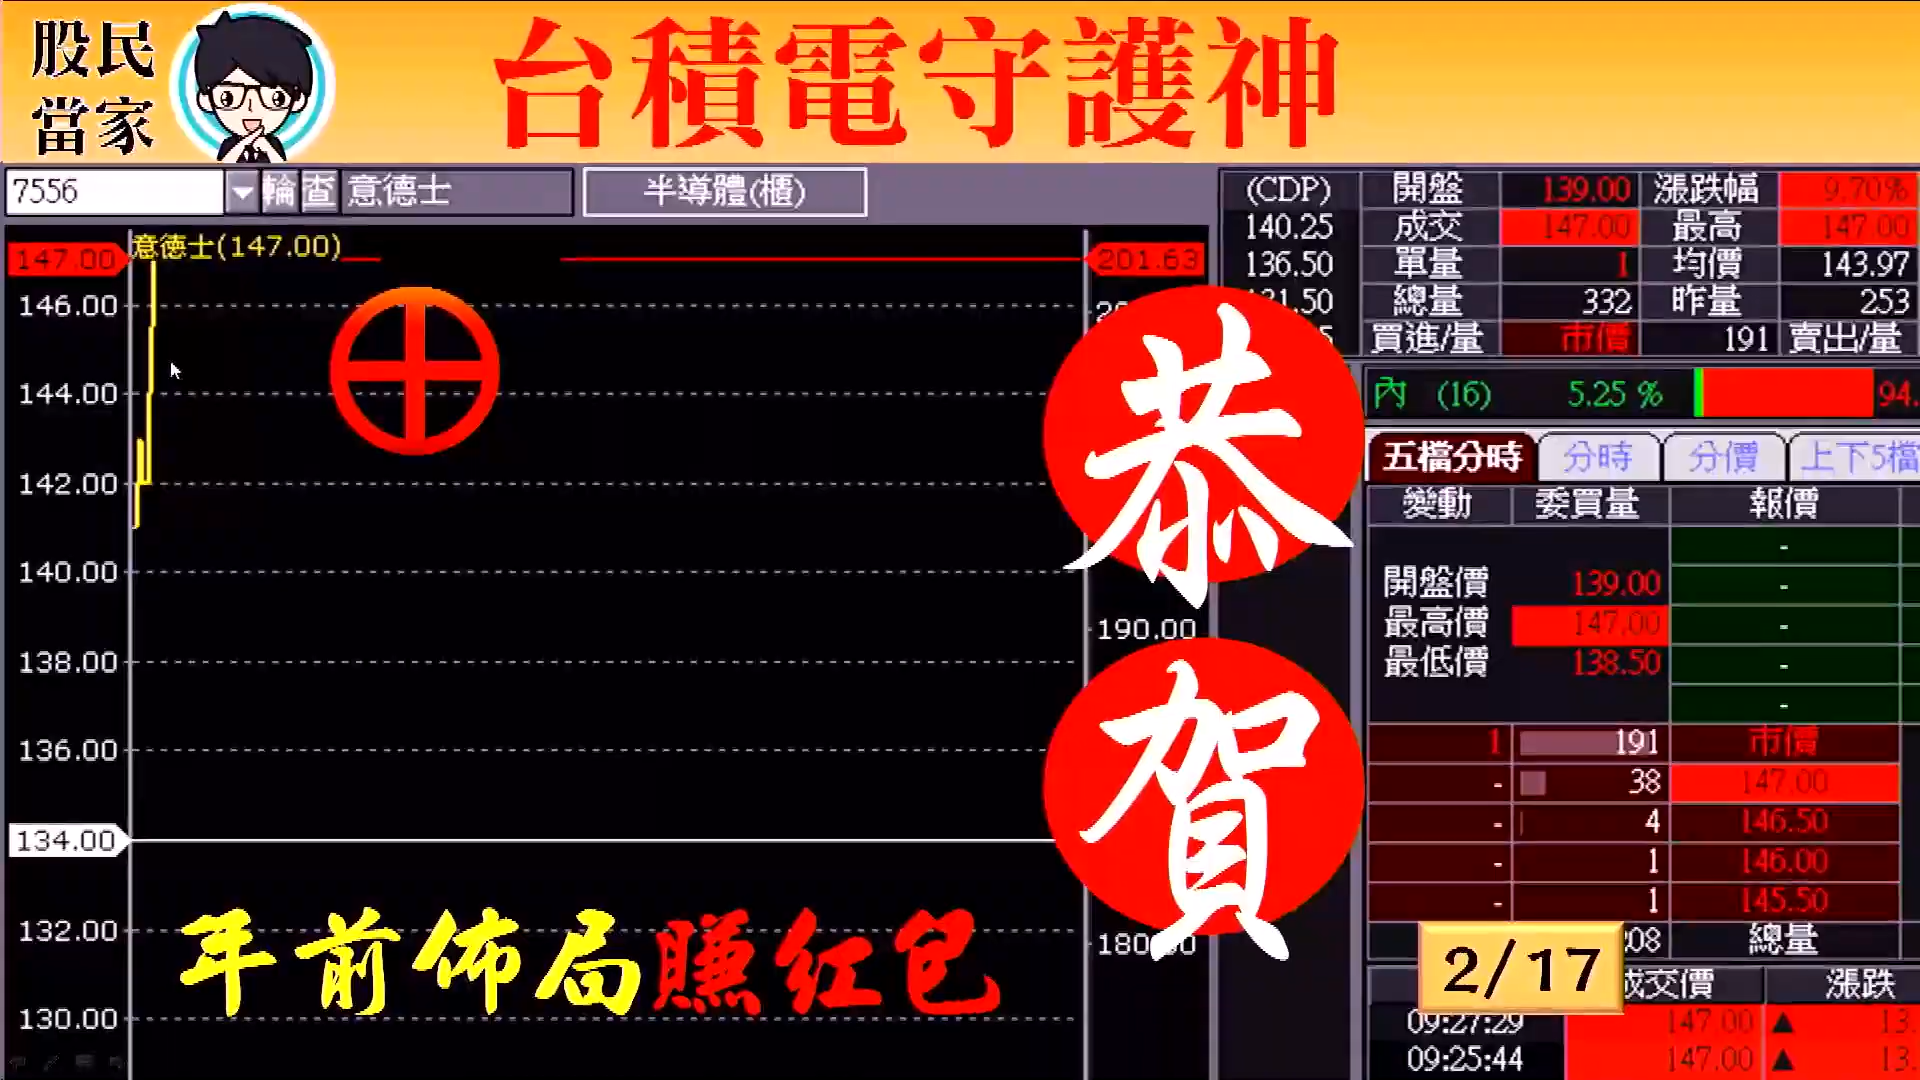 股民
當家
台積電守護神
7556 輪 查 意德士 半導體(櫃)
(CDP) 開盤 139.00 漲跌幅 9.70%
140.25 成交 147.00 最高 147.00
136.50 單量 1 均價 143.97
131.50 總量 332 昨量 253
買進/量 市價 191 賣出/量
內 (16) 5.25 % 94.
五檔分時 分時 分價 上下5檔
變動 委買量 報價
-
-
開盤價 139.00
最高價 147.00 -
最低價 138.50 -
-
1 191 市價
- 38 147.00
- 4 146.50
- 1 146.00
- 1 145.50
總量
2/17
成交價 漲跌
09:27:29 147.00 ▲ 13.
09:25:44 147.00 ▲ 13.
意德士(147.00)
147.00
146.00
144.00
142.00
140.00
138.00
136.00
134.00
132.00
130.00
201.63
190.00
恭
賀
年前佈局賺紅包